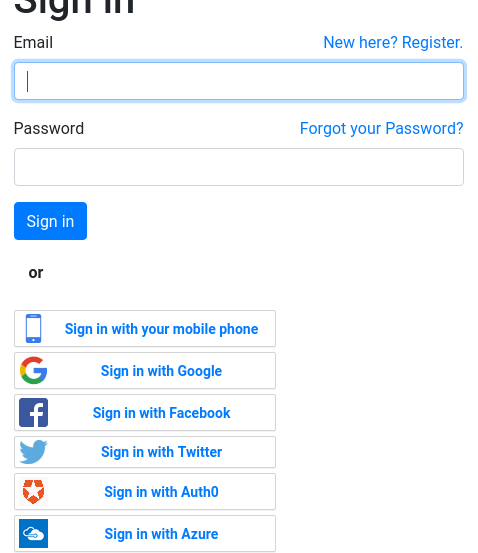 Sign in
Email New here? Register.
Password Forgot your Password?
Sign in
or
Sign in with your mobile phone
Sign in with Google
Sign in with Facebook
Sign in with Twitter
Sign in with Auth0
Sign in with Azure